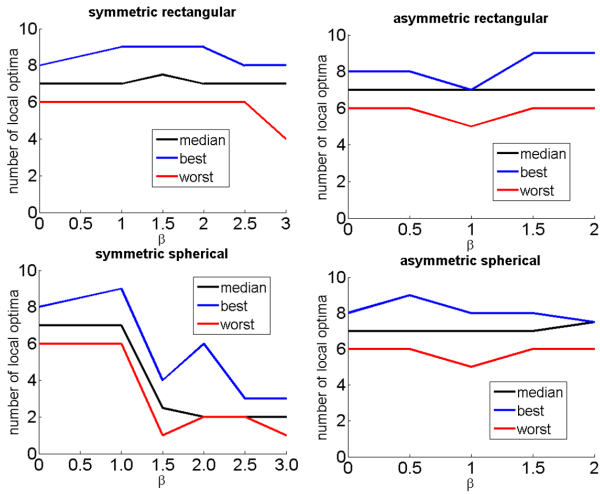 symmetric rectangular
10
8
6
4
2
0
number of local optima
median
best
worst
0 0.5 1 1.5 2 2.5 3
β
asymmetric rectangular
10
8
6
4
2
0
number of local optima
median
best
worst
0 0.5 1 1.5 2
β
symmetric spherical
10
8
6
4
2
0
number of local optima
median
best
worst
0 0.5 1.0 1.5 2.0 2.5 3.0
β
asymmetric spherical
10
8
6
4
2
0
number of local optima
median
best
worst
0 0.5 1 1.5 2
β